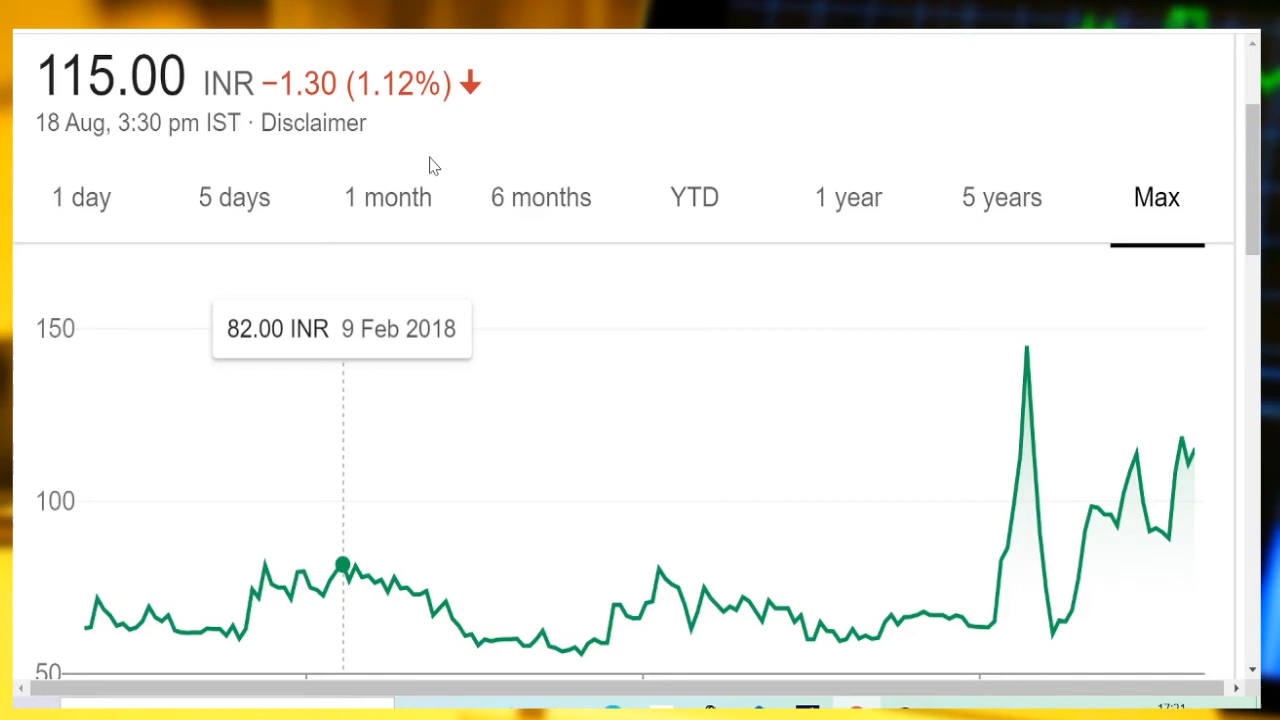 115.00 INR −1.30 (1.12%)
18 Aug, 3:30 pm IST · Disclaimer
1 day 5 days 1 month 6 months YTD 1 year 5 years Max
82.00 INR 9 Feb 2018
150
100
50